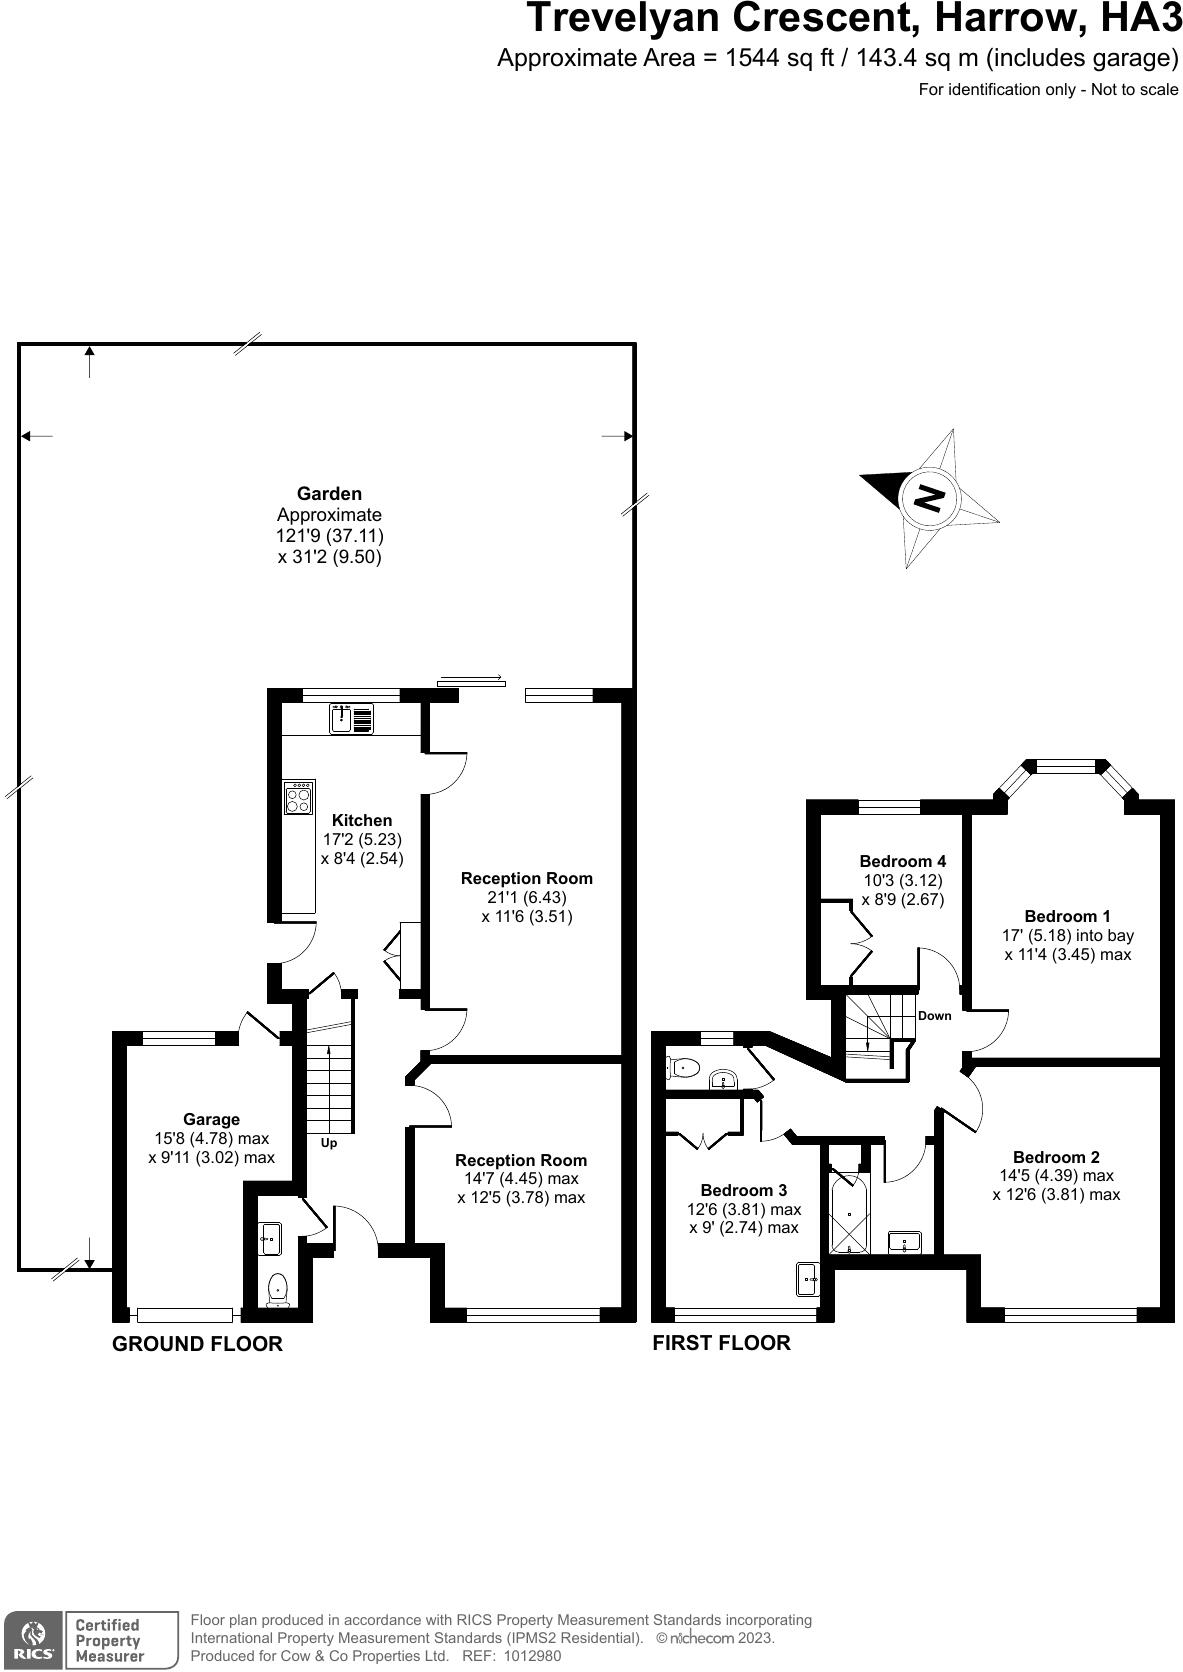 Trevelyan Crescent, Harrow, HA3
Approximate Area = 1544 sq ft / 143.4 sq m (includes garage)
For identification only - Not to scale
Garden
Approximate
121'9 (37.11)
x 31'2 (9.50)
N
Kitchen
17'2 (5.23)
x 8'4 (2.54)
Reception Room
21'1 (6.43)
x 11'6 (3.51)
Bedroom 4
10'3 (3.12)
x 8'9 (2.67)
Bedroom 1
17' (5.18) into bay
x 11'4 (3.45) max
Down
Garage
15'8 (4.78) max
x 9'11 (3.02) max
Up
Reception Room
14'7 (4.45) max
x 12'5 (3.78) max
Bedroom 3
12'6 (3.81) max
x 9' (2.74) max
Bedroom 2
14'5 (4.39) max
x 12'6 (3.81) max
GROUND FLOOR
FIRST FLOOR
RICS
Certified
Property
Measurer
Floor plan produced in accordance with RICS Property Measurement Standards incorporating
International Property Measurement Standards (IPMS2 Residential). © nichecom 2023.
Produced for Cow & Co Properties Ltd. REF: 1012980